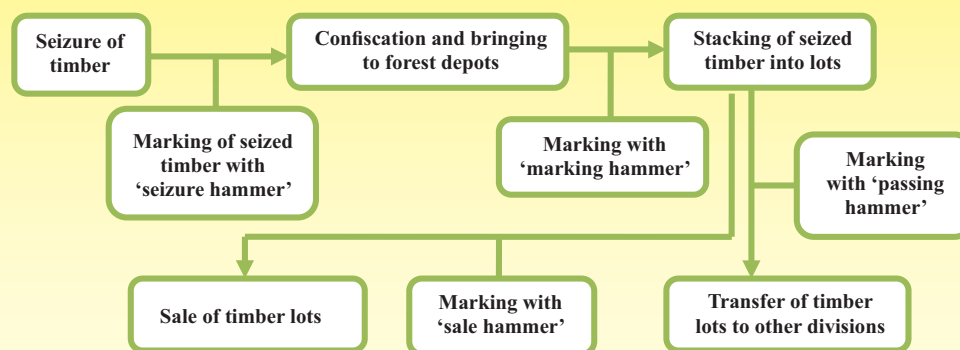 Seizure of
timber
Confiscation and bringing
to forest depots
Stacking of seized
timber into lots
Marking of seized
timber with
‘seizure hammer’
Marking with
‘marking hammer’
Marking
with ‘passing
hammer’
Sale of timber lots
Marking with
‘sale hammer’
Transfer of timber
lots to other divisions